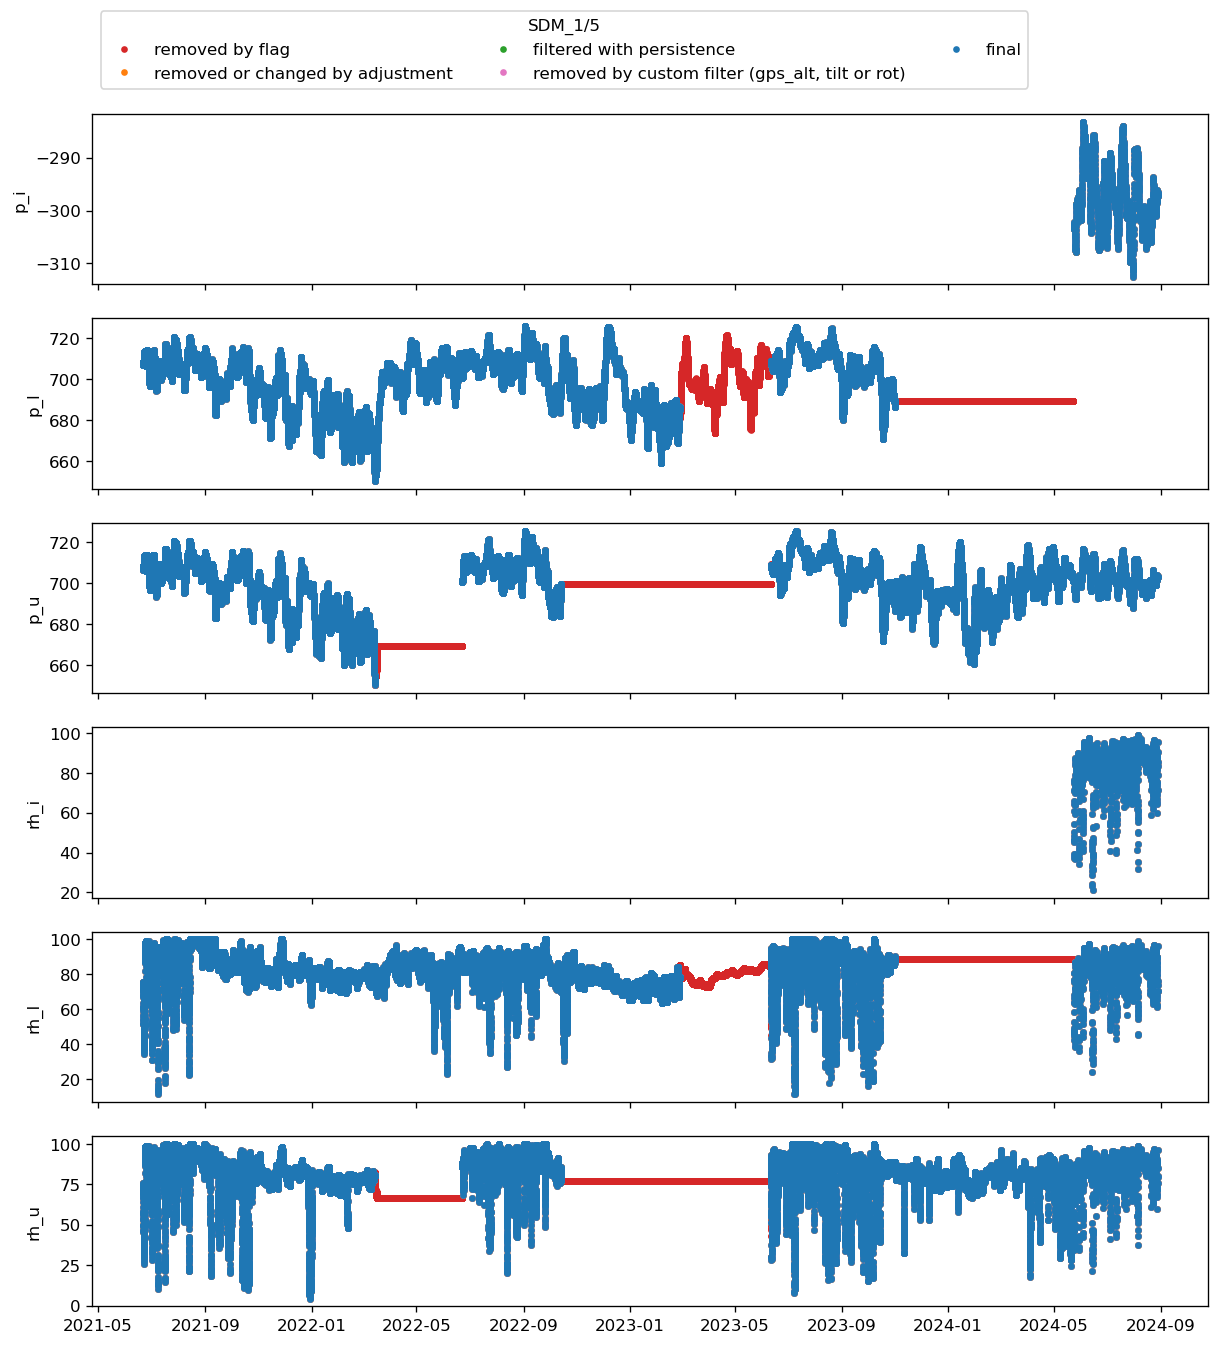 SDM_1/5
removed by flag
filtered with persistence
final
removed or changed by adjustment
removed by custom filter (gps_alt, tilt or rot)
−290
−300
−310
p_i
720
700
680
660
p_l
720
700
680
660
p_u
100
80
60
40
20
rh_i
100
80
60
40
20
rh_l
100
75
50
25
0
rh_u
2021-05 2021-09 2022-01 2022-05 2022-09 2023-01 2023-05 2023-09 2024-01 2024-05 2024-09